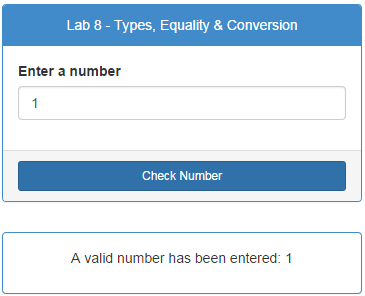 Lab 8 - Types, Equality & Conversion
Enter a number
1
Check Number
A valid number has been entered: 1